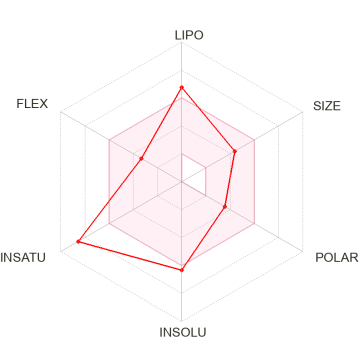 LIPO
FLEX
SIZE
INSATU
POLAR
INSOLU